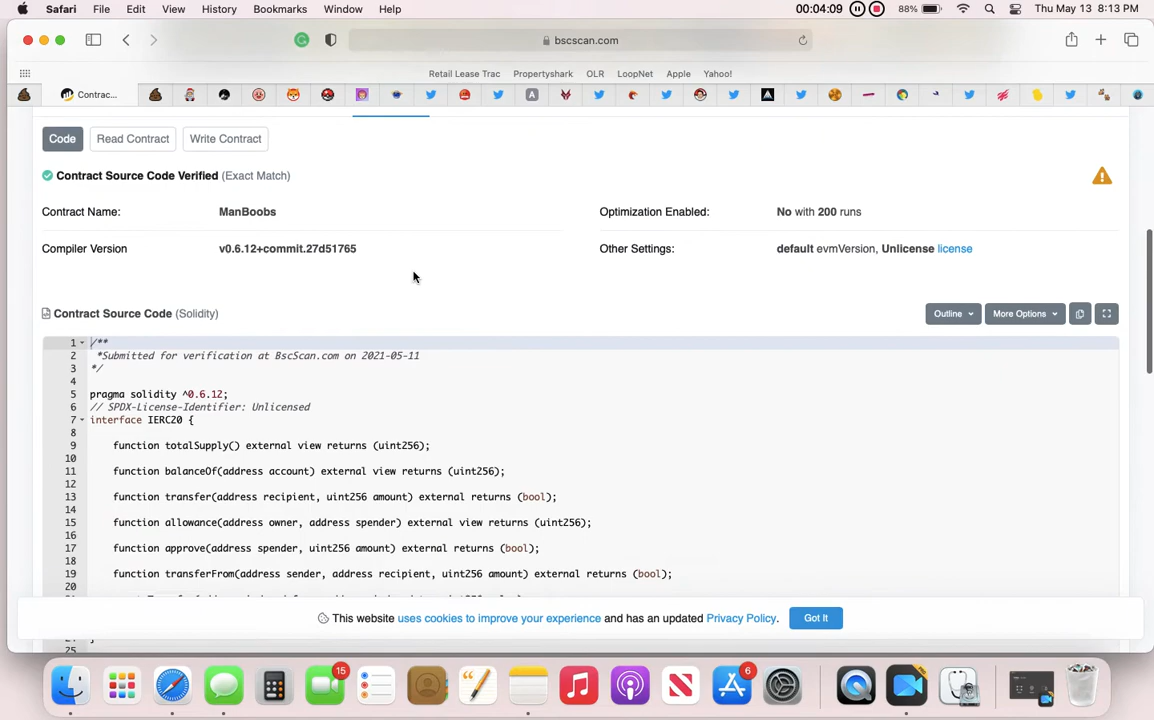 Safari File Edit View History Bookmarks Window Help 00:04:09 88% Thu May 13 8:13 PM
bscscan.com
Retail Lease Trac Propertyshark OLR LoopNet Apple Yahoo!
Contrac...
Code Read Contract Write Contract
Contract Source Code Verified (Exact Match)
Contract Name: ManBoobs Optimization Enabled: No with 200 runs
Compiler Version v0.6.12+commit.27d51765 Other Settings: default evmVersion, Unlicense license
Contract Source Code (Solidity) Outline More Options
1 /**
2 *Submitted for verification at BscScan.com on 2021-05-11
3 */
4
5 pragma solidity ^0.6.12;
6 // SPDX-License-Identifier: Unlicensed
7 interface IERC20 {
8
9 function totalSupply() external view returns (uint256);
10
11 function balanceOf(address account) external view returns (uint256);
12
13 function transfer(address recipient, uint256 amount) external returns (bool);
14
15 function allowance(address owner, address spender) external view returns (uint256);
16
17 function approve(address spender, uint256 amount) external returns (bool);
18
19 function transferFrom(address sender, address recipient, uint256 amount) external returns (bool);
20
This website uses cookies to improve your experience and has an updated Privacy Policy. Got It
25
15 6